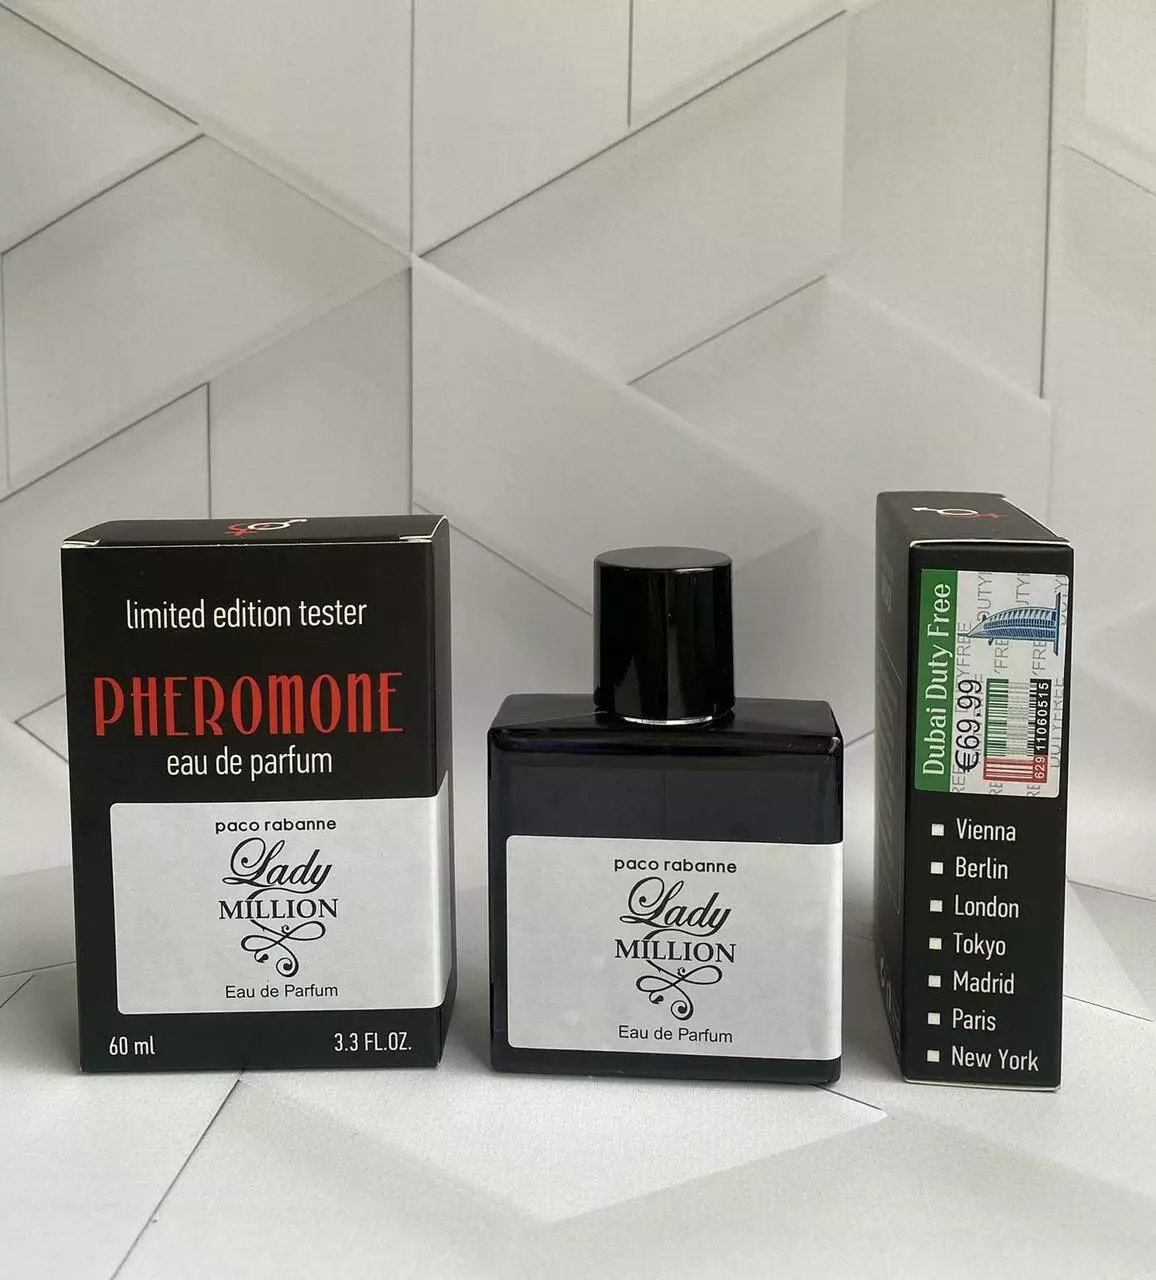 limited edition tester
PHEROMONE
eau de parfum
paco rabanne
Lady
MILLION
Eau de Parfum
60 ml 3.3 FL.OZ.
paco rabanne
Lady
MILLION
Eau de Parfum
Dubai Duty Free
€69.99
629 11060515
Vienna
Berlin
London
Tokyo
Madrid
Paris
New York